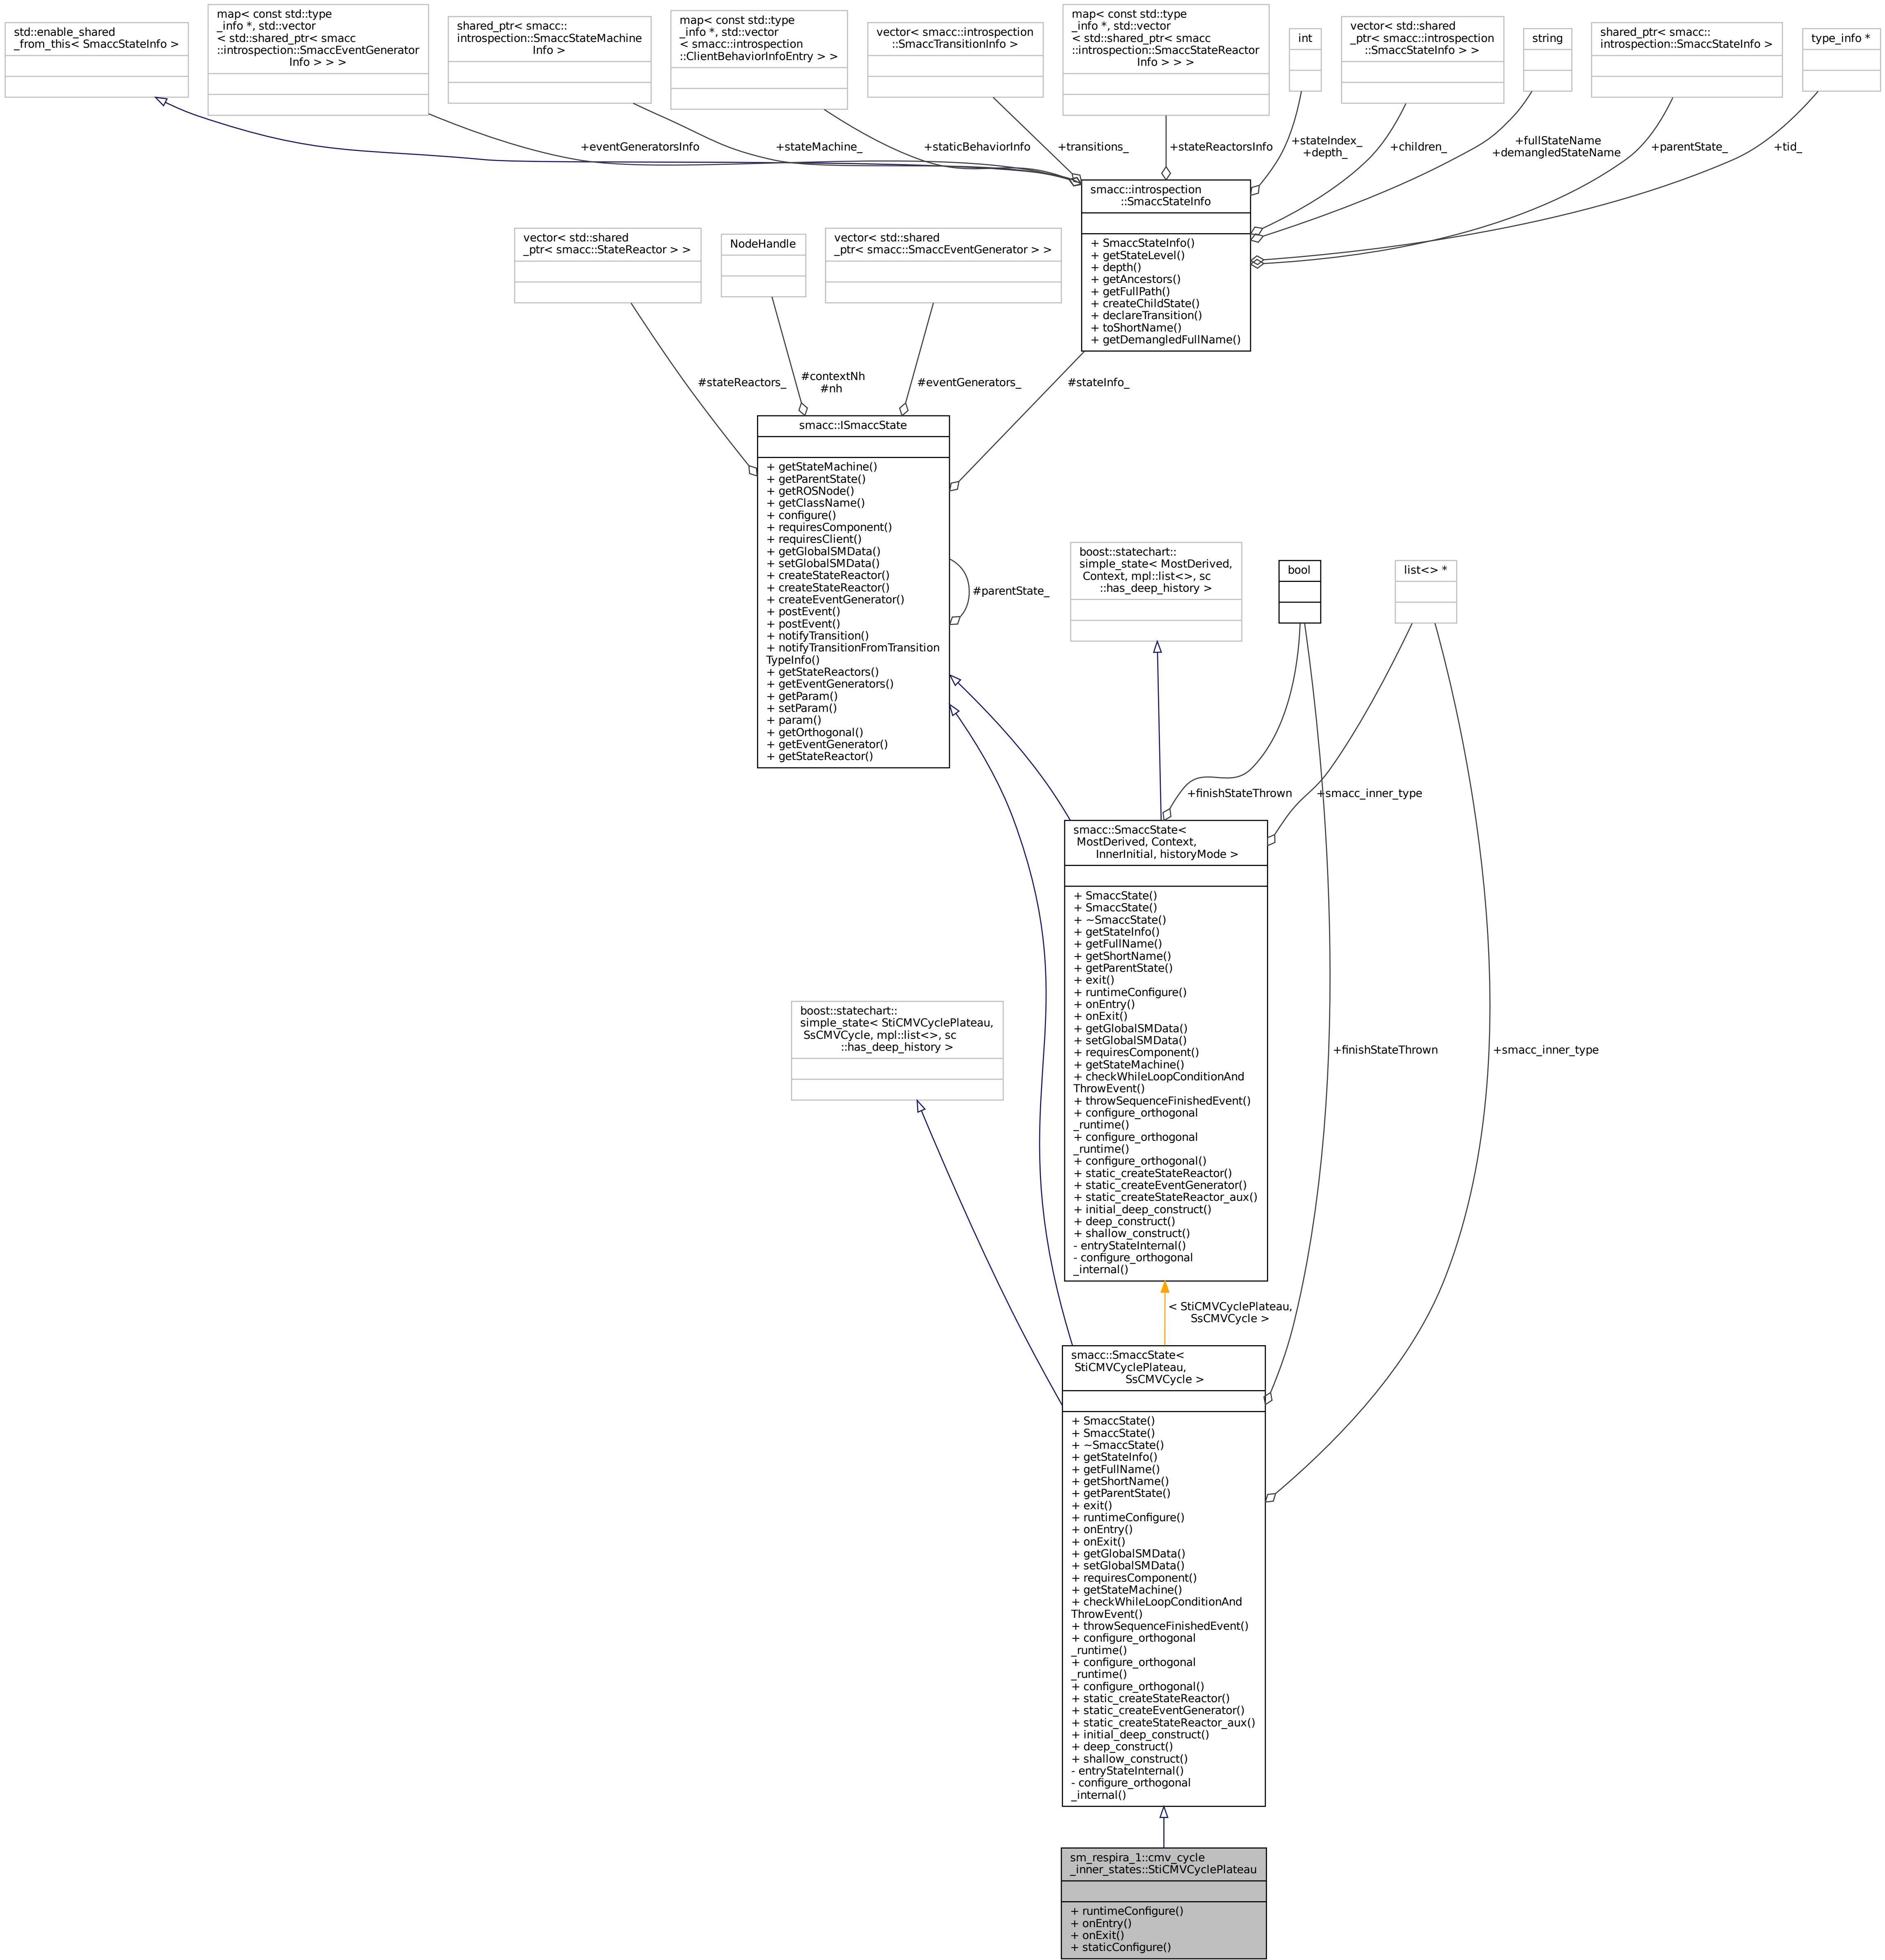 std::enable_shared
_from_this< SmaccStateInfo >
map< const std::type
_info *, std::vector
< std::shared_ptr< smacc
::introspection::SmaccEventGenerator
Info > > >
shared_ptr< smacc::
introspection::SmaccStateMachine
Info >
map< const std::type
_info *, std::vector
< smacc::introspection
::ClientBehaviorInfoEntry > >
vector< smacc::introspection
::SmaccTransitionInfo >
map< const std::type
_info *, std::vector
< std::shared_ptr< smacc
::introspection::SmaccStateReactor
Info > > >
int
vector< std::shared
_ptr< smacc::introspection
::SmaccStateInfo > >
string
shared_ptr< smacc::
introspection::SmaccStateInfo >
type_info *
+eventGeneratorsInfo
+stateMachine_
+staticBehaviorInfo
+transitions_
+stateReactorsInfo
+stateIndex_
+depth_
+children_
+fullStateName
+demangledStateName
+parentState_
+tid_
smacc::introspection
::SmaccStateInfo
+ SmaccStateInfo()
+ getStateLevel()
+ depth()
+ getAncestors()
+ getFullPath()
+ createChildState()
+ declareTransition()
+ toShortName()
+ getDemangledFullName()
vector< std::shared
_ptr< smacc::StateReactor > >
NodeHandle
vector< std::shared
_ptr< smacc::SmaccEventGenerator > >
#stateReactors_
#contextNh
#nh
#eventGenerators_
#stateInfo_
smacc::ISmaccState
+ getStateMachine()
+ getParentState()
+ getROSNode()
+ getClassName()
+ configure()
+ requiresComponent()
+ requiresClient()
+ getGlobalSMData()
+ setGlobalSMData()
+ createStateReactor()
+ createStateReactor()
+ createEventGenerator()
+ postEvent()
+ postEvent()
+ notifyTransition()
+ notifyTransitionFromTransition
TypeInfo()
+ getStateReactors()
+ getEventGenerators()
+ getParam()
+ setParam()
+ param()
+ getOrthogonal()
+ getEventGenerator()
+ getStateReactor()
#parentState_
boost::statechart::
simple_state< MostDerived,
Context, mpl::list<>, sc
::has_deep_history >
bool
list<> *
+finishStateThrown
+smacc_inner_type
smacc::SmaccState<
MostDerived, Context,
InnerInitial, historyMode >
+ SmaccState()
+ SmaccState()
+ ~SmaccState()
+ getStateInfo()
+ getFullName()
+ getShortName()
+ getParentState()
+ exit()
+ runtimeConfigure()
+ onEntry()
+ onExit()
+ getGlobalSMData()
+ setGlobalSMData()
+ requiresComponent()
+ getStateMachine()
+ checkWhileLoopConditionAnd
ThrowEvent()
+ throwSequenceFinishedEvent()
+ configure_orthogonal
_runtime()
+ configure_orthogonal
_runtime()
+ configure_orthogonal()
+ static_createStateReactor()
+ static_createEventGenerator()
+ static_createStateReactor_aux()
+ initial_deep_construct()
+ deep_construct()
+ shallow_construct()
- entryStateInternal()
- configure_orthogonal
_internal()
boost::statechart::
simple_state< StiCMVCyclePlateau,
SsCMVCycle, mpl::list<>, sc
::has_deep_history >
+finishStateThrown
+smacc_inner_type
< StiCMVCyclePlateau,
SsCMVCycle >
smacc::SmaccState<
StiCMVCyclePlateau,
SsCMVCycle >
+ SmaccState()
+ SmaccState()
+ ~SmaccState()
+ getStateInfo()
+ getFullName()
+ getShortName()
+ getParentState()
+ exit()
+ runtimeConfigure()
+ onEntry()
+ onExit()
+ getGlobalSMData()
+ setGlobalSMData()
+ requiresComponent()
+ getStateMachine()
+ checkWhileLoopConditionAnd
ThrowEvent()
+ throwSequenceFinishedEvent()
+ configure_orthogonal
_runtime()
+ configure_orthogonal
_runtime()
+ configure_orthogonal()
+ static_createStateReactor()
+ static_createEventGenerator()
+ static_createStateReactor_aux()
+ initial_deep_construct()
+ deep_construct()
+ shallow_construct()
- entryStateInternal()
- configure_orthogonal
_internal()
sm_respira_1::cmv_cycle
_inner_states::StiCMVCyclePlateau
+ runtimeConfigure()
+ onEntry()
+ onExit()
+ staticConfigure()